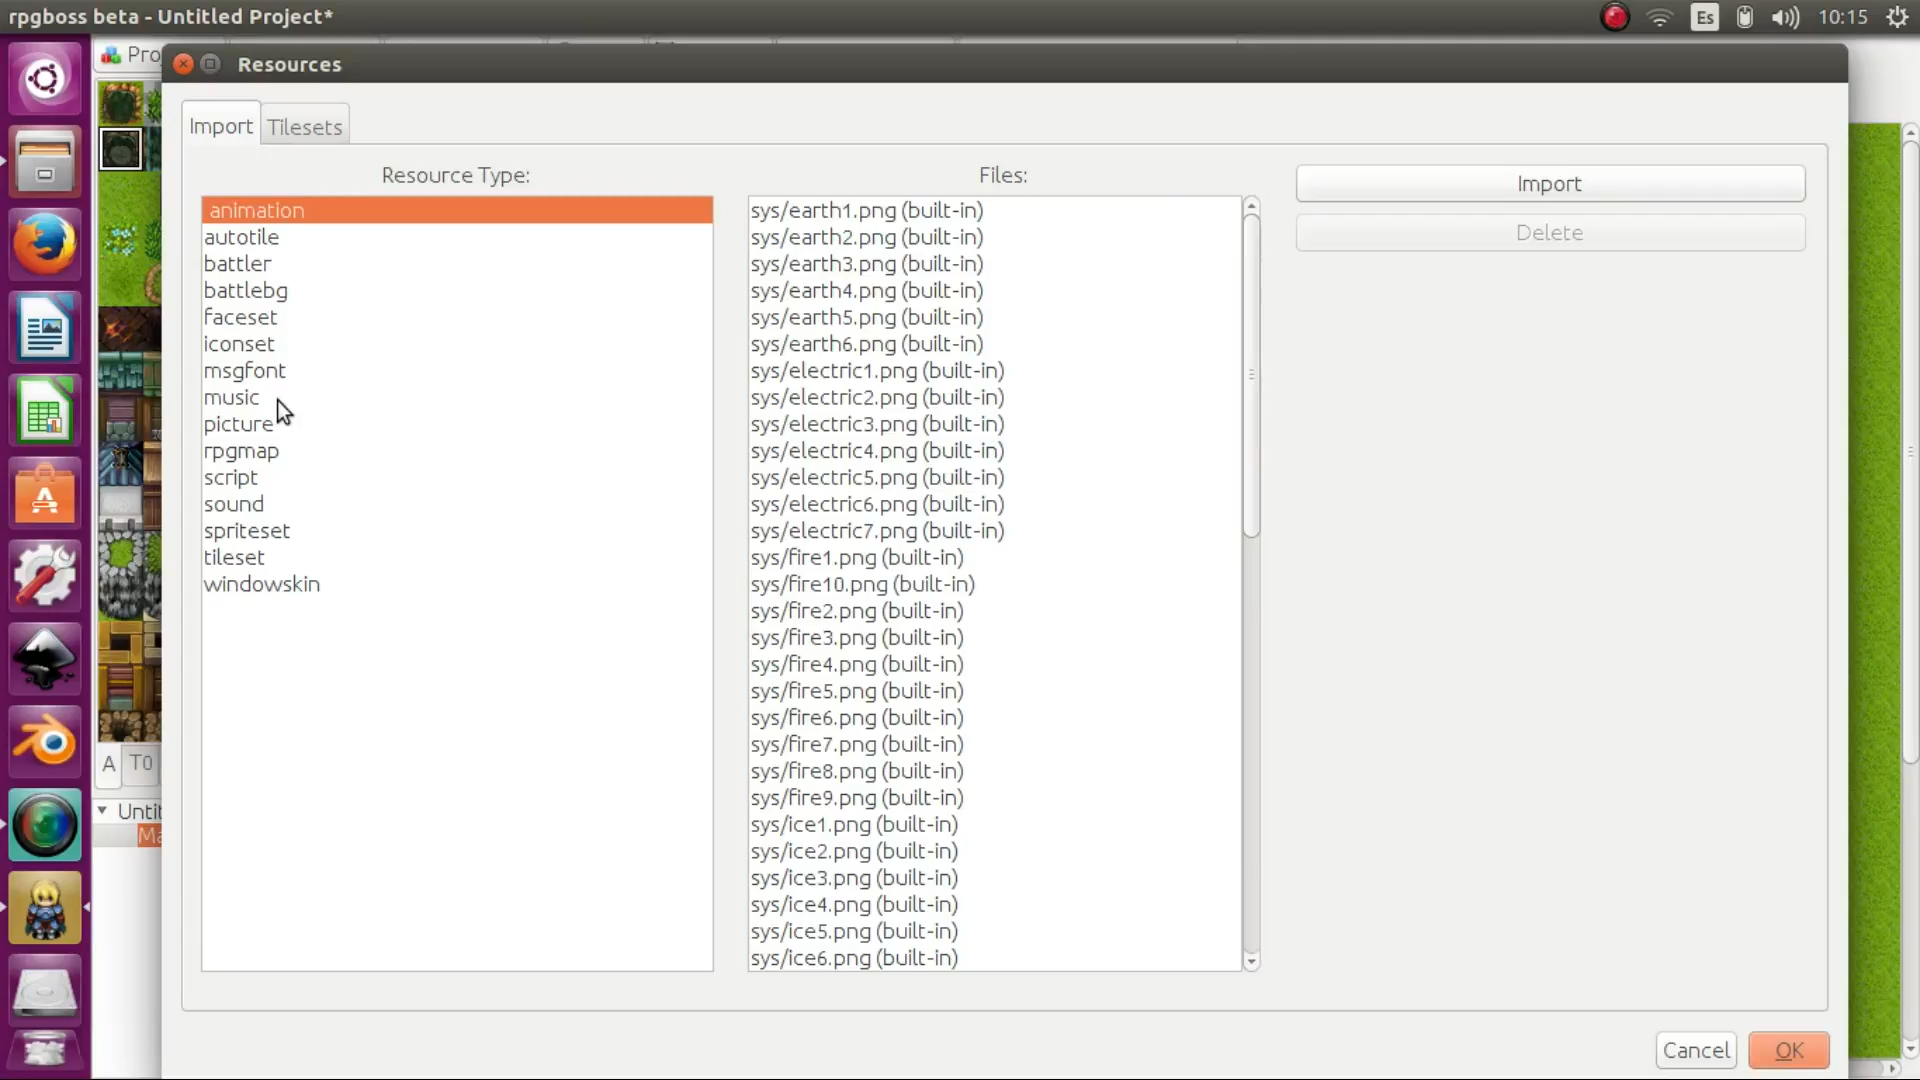 rpgboss beta - Untitled Project*
Es
10:15
Pro
Resources
Import
Tilesets
Resource Type:
animation
autotile
battler
battlebg
faceset
iconset
msgfont
music
picture
rpgmap
script
sound
spriteset
tileset
windowskin
Files:
sys/earth1.png (built-in)
sys/earth2.png (built-in)
sys/earth3.png (built-in)
sys/earth4.png (built-in)
sys/earth5.png (built-in)
sys/earth6.png (built-in)
sys/electric1.png (built-in)
sys/electric2.png (built-in)
sys/electric3.png (built-in)
sys/electric4.png (built-in)
sys/electric5.png (built-in)
sys/electric6.png (built-in)
sys/electric7.png (built-in)
sys/fire1.png (built-in)
sys/fire10.png (built-in)
sys/fire2.png (built-in)
sys/fire3.png (built-in)
sys/fire4.png (built-in)
sys/fire5.png (built-in)
sys/fire6.png (built-in)
sys/fire7.png (built-in)
sys/fire8.png (built-in)
sys/fire9.png (built-in)
sys/ice1.png (built-in)
sys/ice2.png (built-in)
sys/ice3.png (built-in)
sys/ice4.png (built-in)
sys/ice5.png (built-in)
sys/ice6.png (built-in)
Import
Delete
A T0
Untit
Ma
Cancel
OK